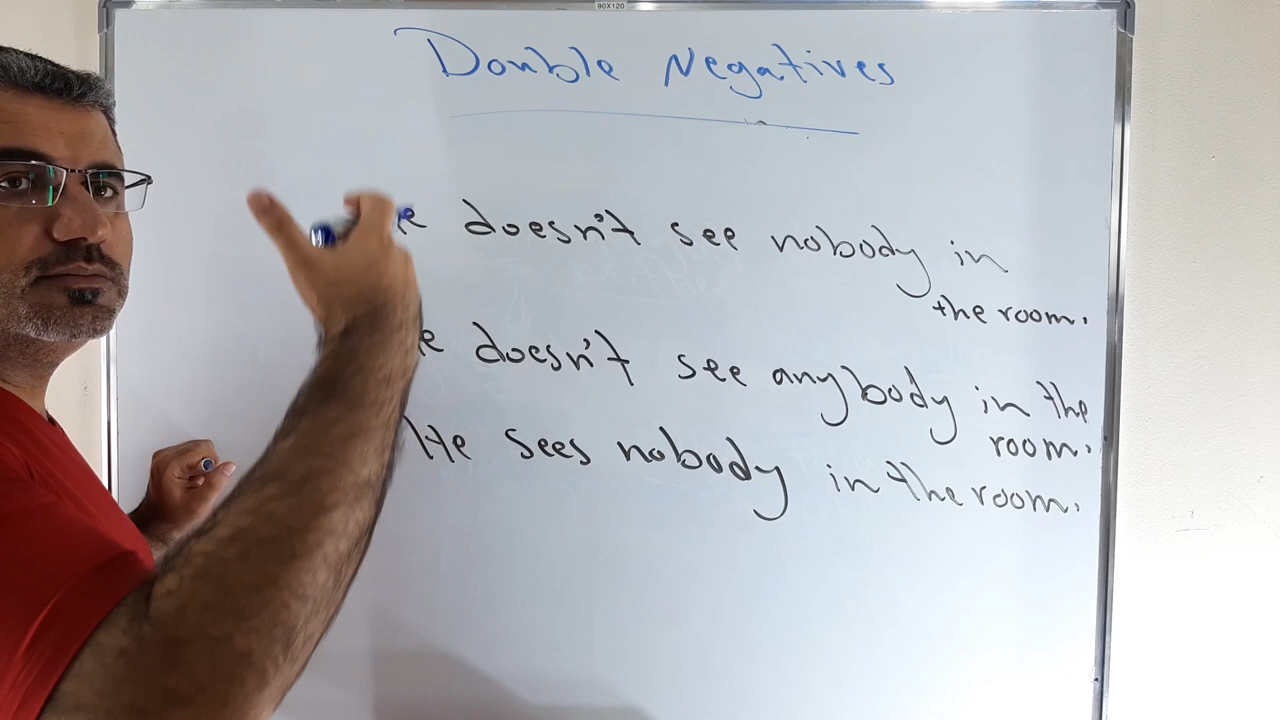 90X120
Double Negatives
doesn't see nobody in
the room.
doesn't see anybody in the
room.
He sees nobody in the room.